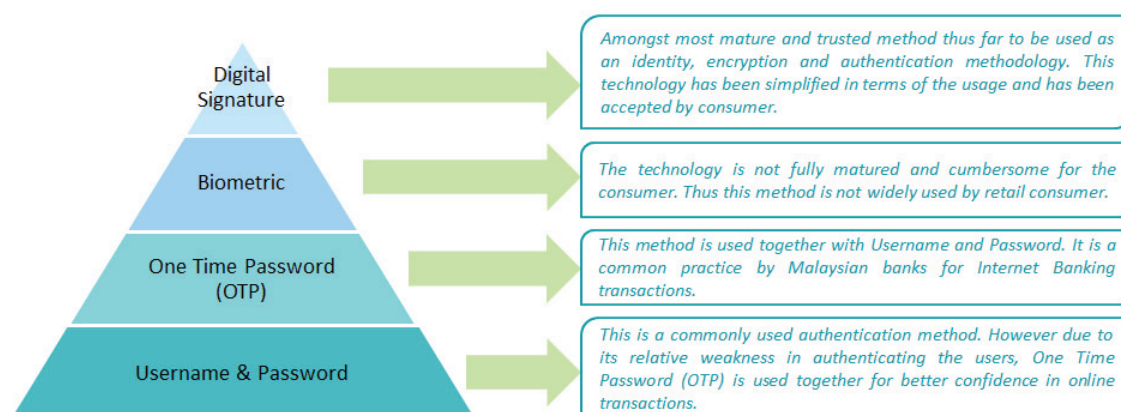 Digital
Signature
Amongst most mature and trusted method thus far to be used as
an identity, encryption and authentication methodology. This
technology has been simplified in terms of the usage and has been
accepted by consumer.
Biometric
The technology is not fully matured and cumbersome for the
consumer. Thus this method is not widely used by retail consumer.
One Time Password
(OTP)
This method is used together with Username and Password. It is a
common practice by Malaysian banks for Internet Banking
transactions.
Username & Password
This is a commonly used authentication method. However due to
its relative weakness in authenticating the users, One Time
Password (OTP) is used together for better confidence in online
transactions.